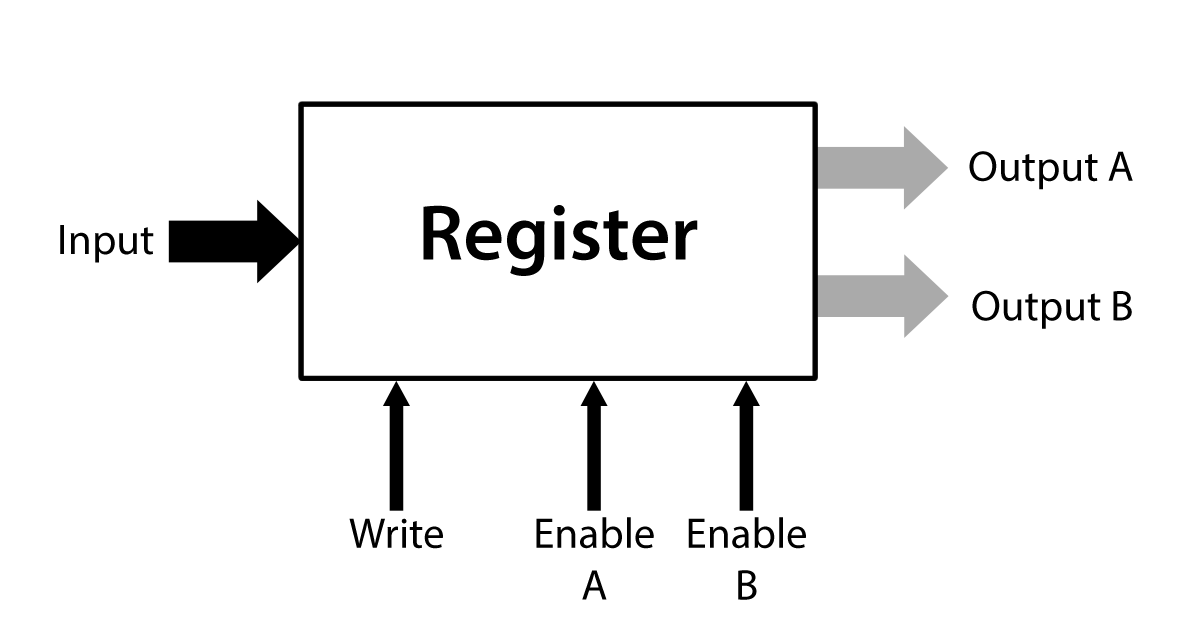 Input
Register
Output A
Output B
Write
Enable
A
Enable
B